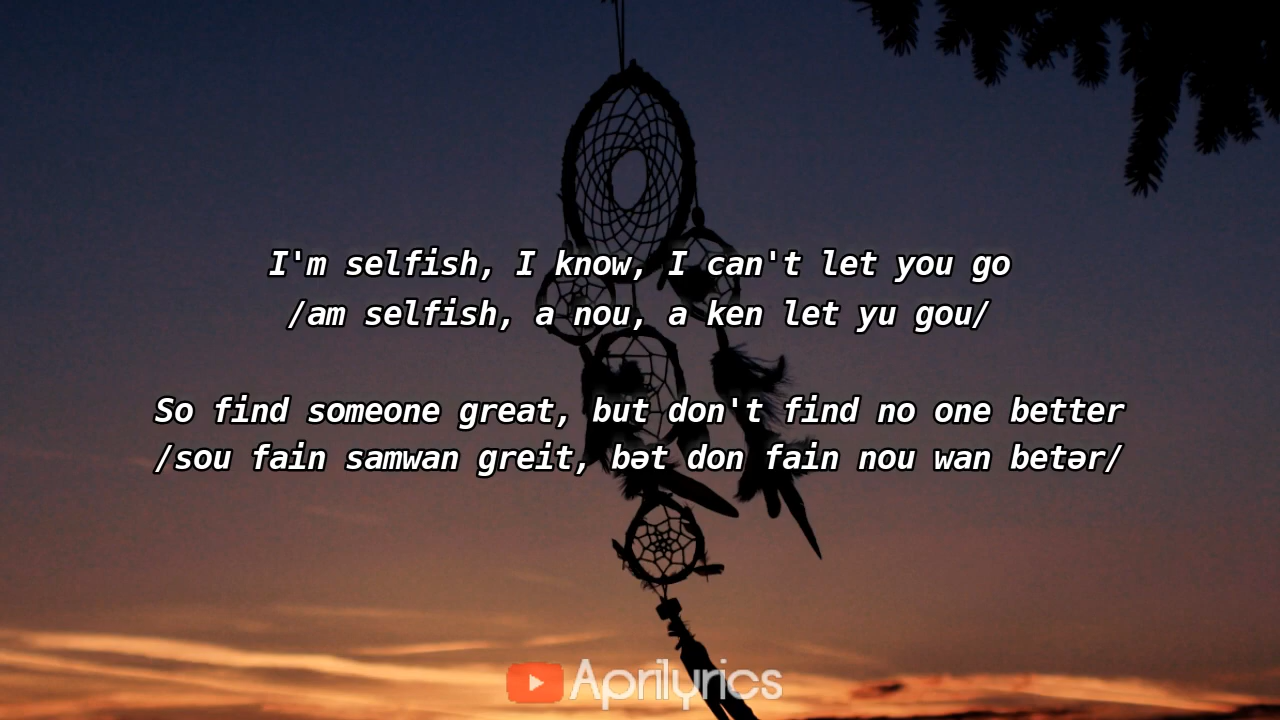 I'm selfish, I know, I can't let you go
/am selfish, a nou, a ken let yu gou/
So find someone great, but don't find no one better
/sou fain samwan greit, bət don fain nou wan betər/
Aprilyrics